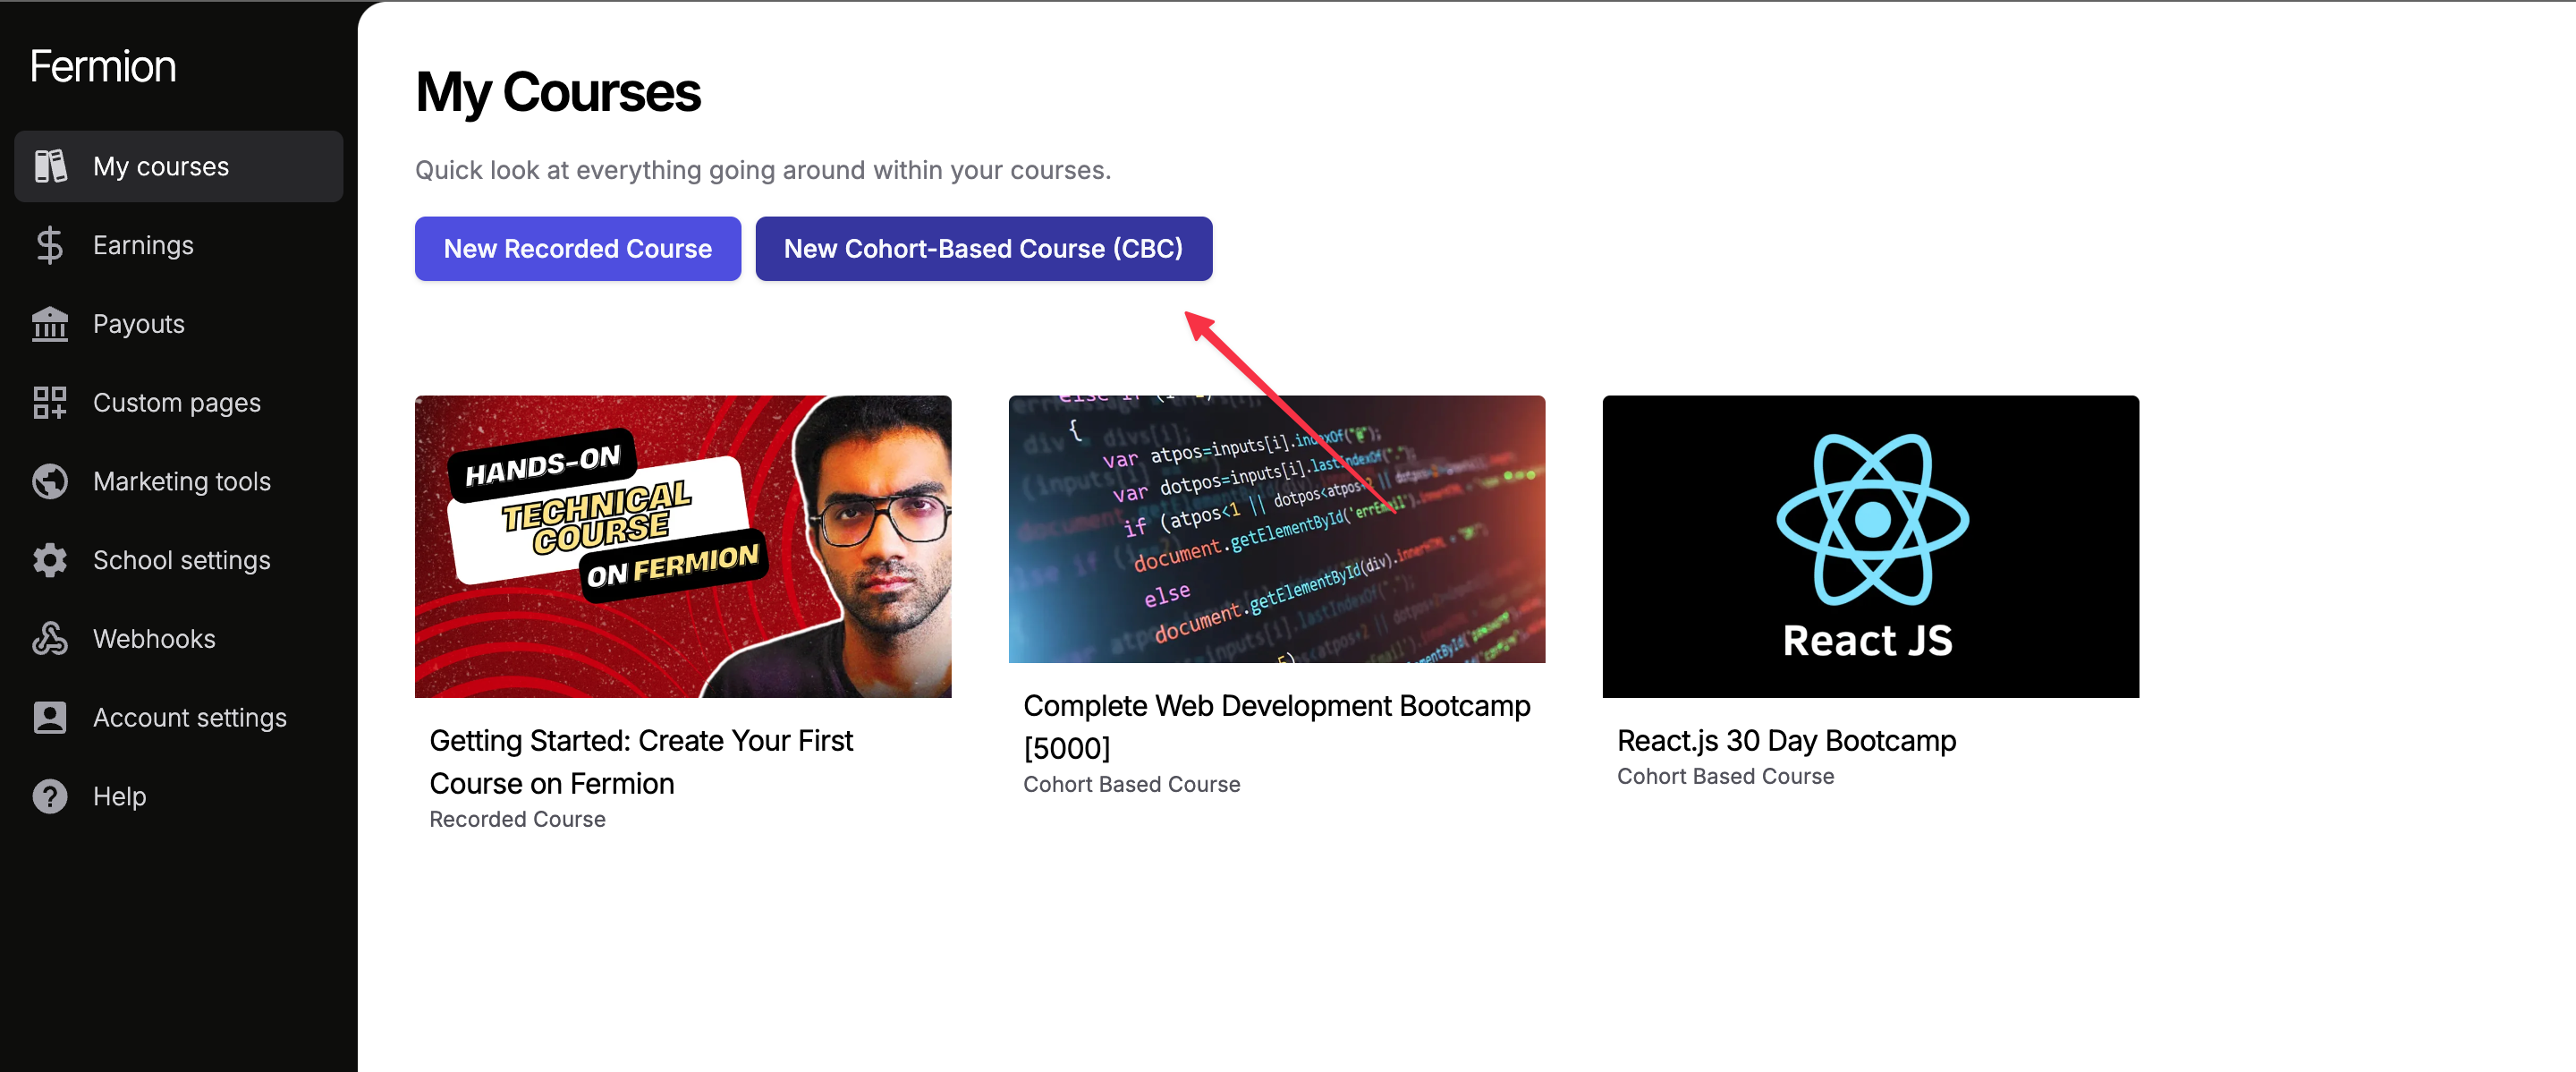 Fermion
My courses
Earnings
Payouts
Custom pages
Marketing tools
School settings
Webhooks
Account settings
Help
My Courses
Quick look at everything going around within your courses.
New Recorded Course
New Cohort-Based Course (CBC)
HANDS-ON
TECHNICAL
COURSE
ON FERMION
Getting Started: Create Your First
Course on Fermion
Recorded Course
{
var atpos=inputs[i].indexOf("@");
var dotpos=inputs[i].lastIndexOf(".");
if (atpos<1 || dotpos<atpos+2 ||
document.getElementById('errEmail').innerHTML
else
document.getElementById(div).innerHTML
Complete Web Development Bootcamp
[5000]
Cohort Based Course
React JS
React.js 30 Day Bootcamp
Cohort Based Course